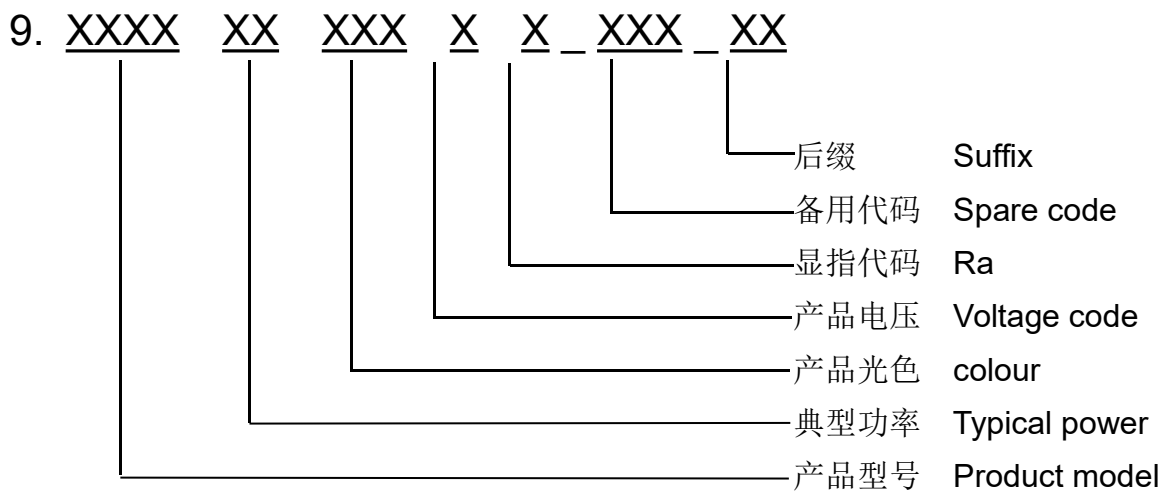 9. XXXX XX XXX X X _ XXX _ XX
后缀 Suffix
备用代码 Spare code
显指代码 Ra
产品电压 Voltage code
产品光色 colour
典型功率 Typical power
产品型号 Product model